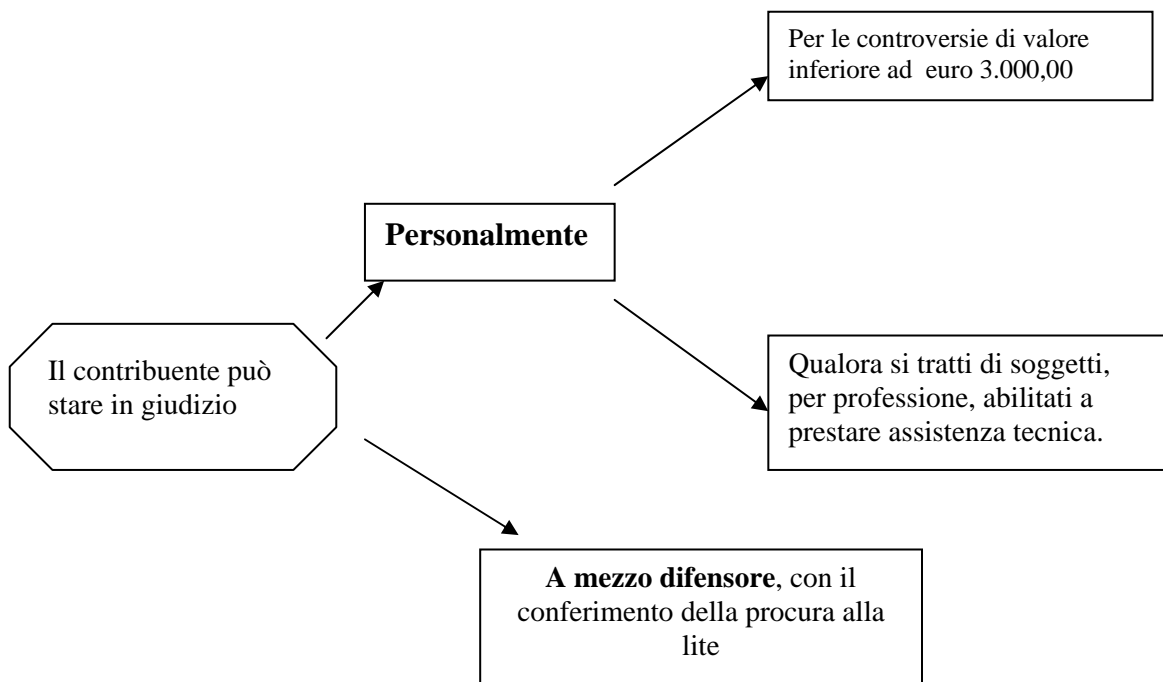 Per le controversie di valore
inferiore ad euro 3.000,00
Personalmente
Il contribuente può
stare in giudizio
Qualora si tratti di soggetti,
per professione, abilitati a
prestare assistenza tecnica.
A mezzo difensore, con il
conferimento della procura alla
lite